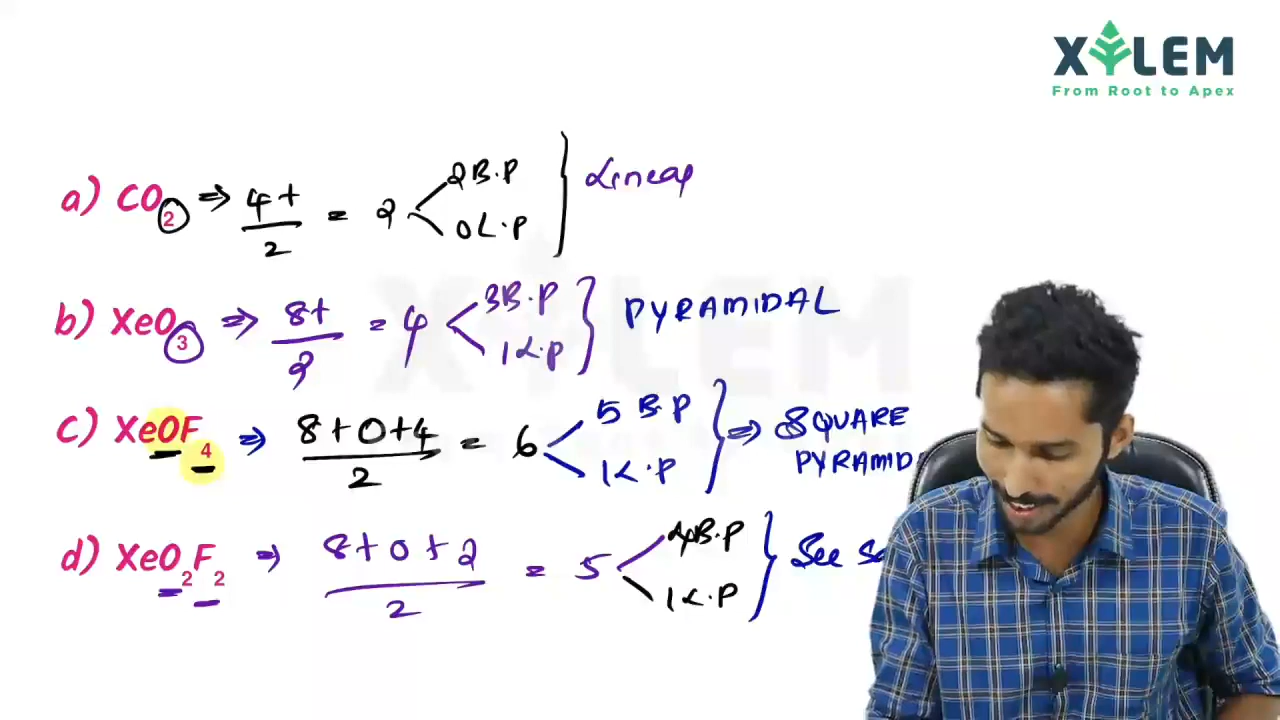 XYLEM
From Root to Apex
a) CO2 ⇒ 4+/2 = 2 < 2B.P 0L.P } Linear
b) XeO3 ⇒ 8+/2 = 4 < 3B.P 1L.P } PYRAMIDAL
c) XeOF4 ⇒ 8+0+4/2 = 6 < 5 B.P 1L.P } ⇒ SQUARE
PYRAMID
d) XeO2F2 ⇒ 8+0+2/2 = 5 < 4B.P 1L.P } See